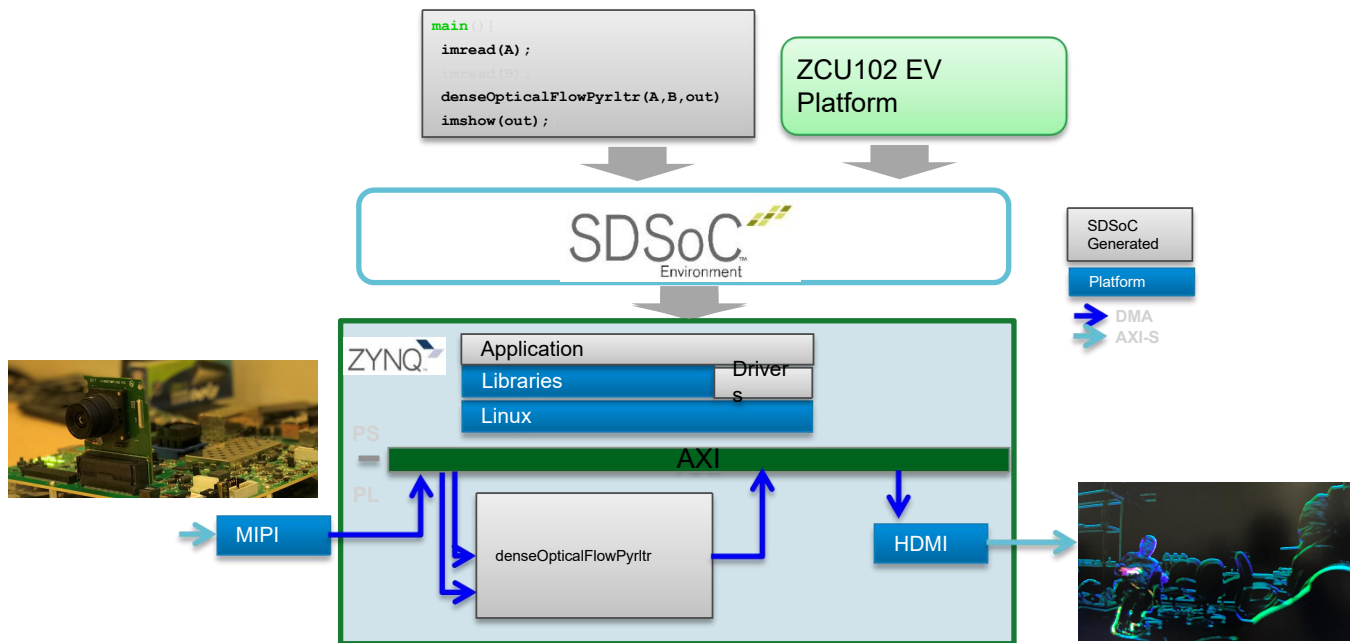 main(){
imread(A);
imread(B);
denseOpticalFlowPyrltr(A,B,out)
imshow(out);
ZCU102 EV
Platform
SDSoC
Environment
SDSoC
Generated
Platform
DMA
AXI-S
ZYNQ
Application
Libraries
Driver
s
Linux
PS
AXI
PL
MIPI
denseOpticalFlowPyrltr
HDMI